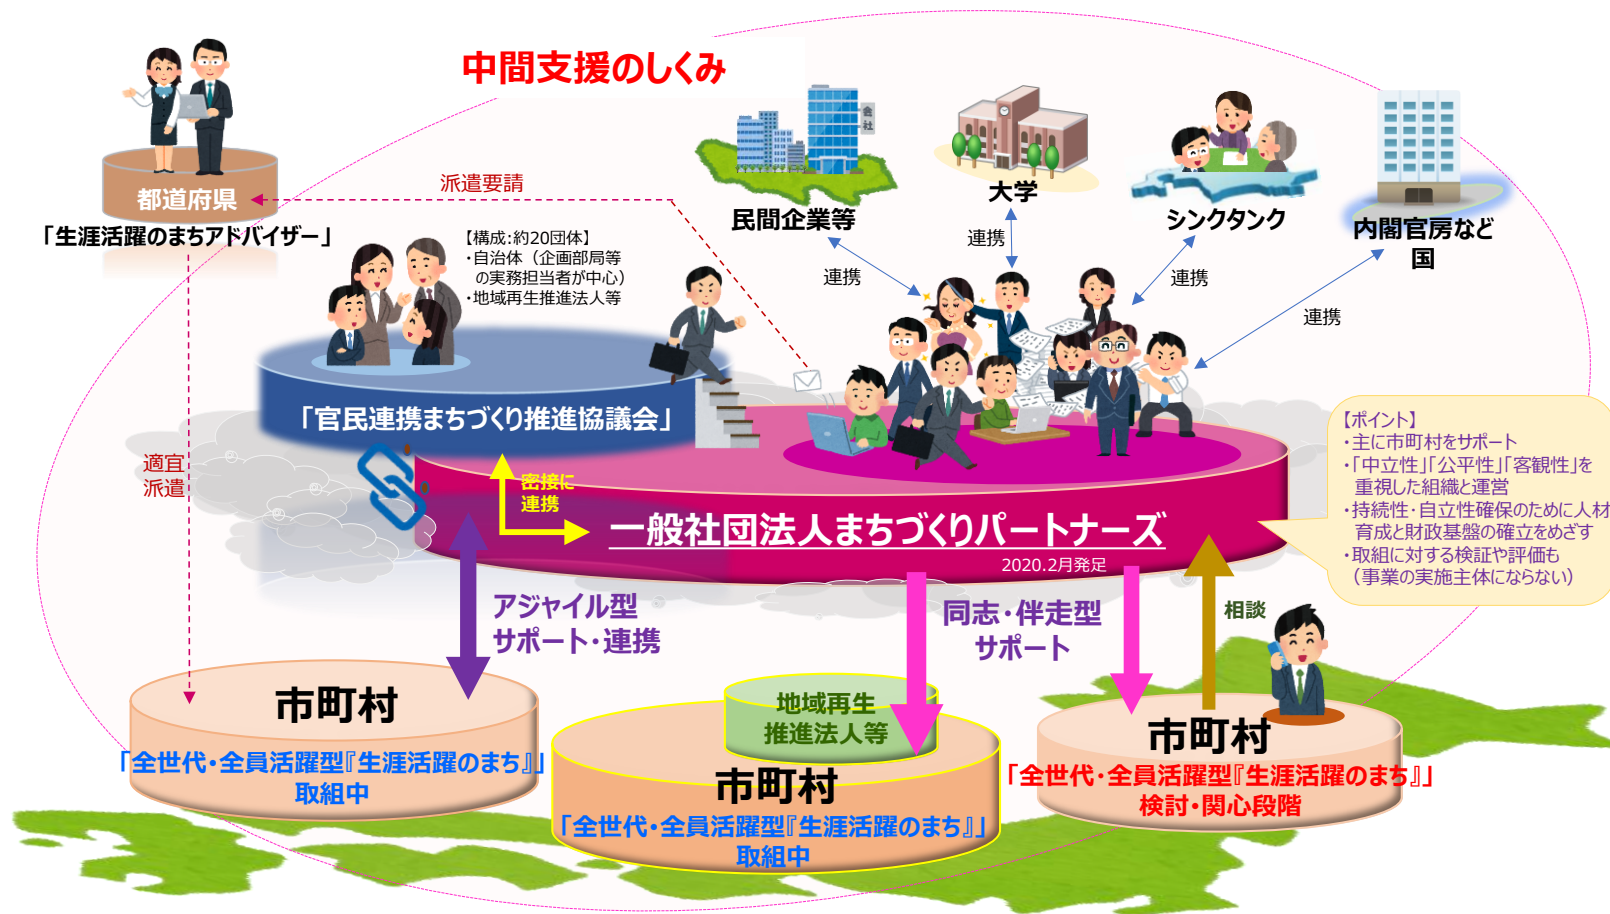 中間支援のしくみ
都道府県
「生涯活躍のまちアドバイザー」
派遣要請
会社
民間企業等
大学
シンクタンク
内閣官房など
国
連携
連携
連携
連携
【構成:約20団体】
・自治体（企画部局等
の実務担当者が中心）
・地域再生推進法人等
「官民連携まちづくり推進協議会」
適宜
派遣
密接に
連携
一般社団法人まちづくりパートナーズ
2020.2月発足
【ポイント】
・主に市町村をサポート
・「中立性」「公平性」「客観性」を
重視した組織と運営
・持続性・自立性確保のために人材
育成と財政基盤の確立をめざす
・取組に対する検証や評価も
（事業の実施主体にならない）
アジャイル型
サポート・連携
同志・伴走型
サポート
相談
市町村
「全世代・全員活躍型『生涯活躍のまち』」
取組中
地域再生
推進法人等
市町村
「全世代・全員活躍型『生涯活躍のまち』」
取組中
市町村
「全世代・全員活躍型『生涯活躍のまち』」
検討・関心段階